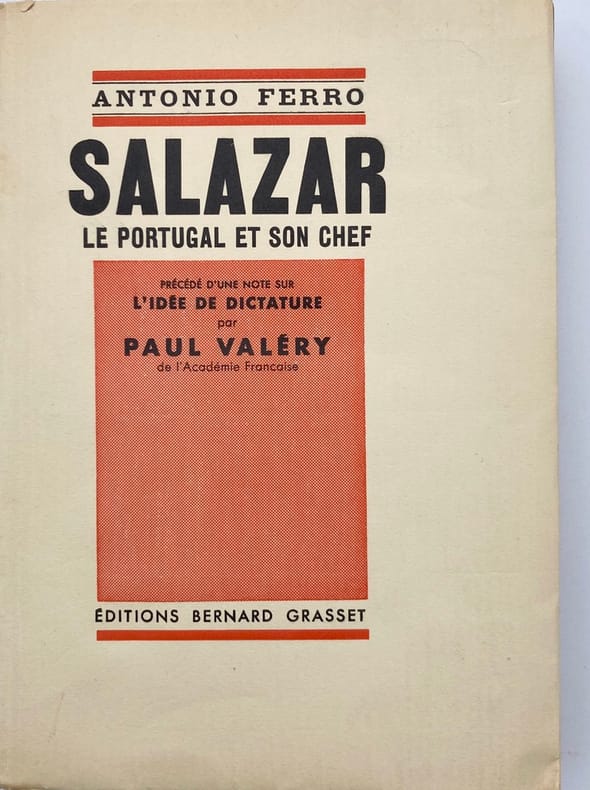 ANTONIO FERRO
SALAZAR
LE PORTUGAL ET SON CHEF
PRÉCÉDÉ D'UNE NOTE SUR
L'IDÉE DE DICTATURE
par
PAUL VALÉRY
de l'Académie Francaise
ÉDITIONS BERNARD GRASSET